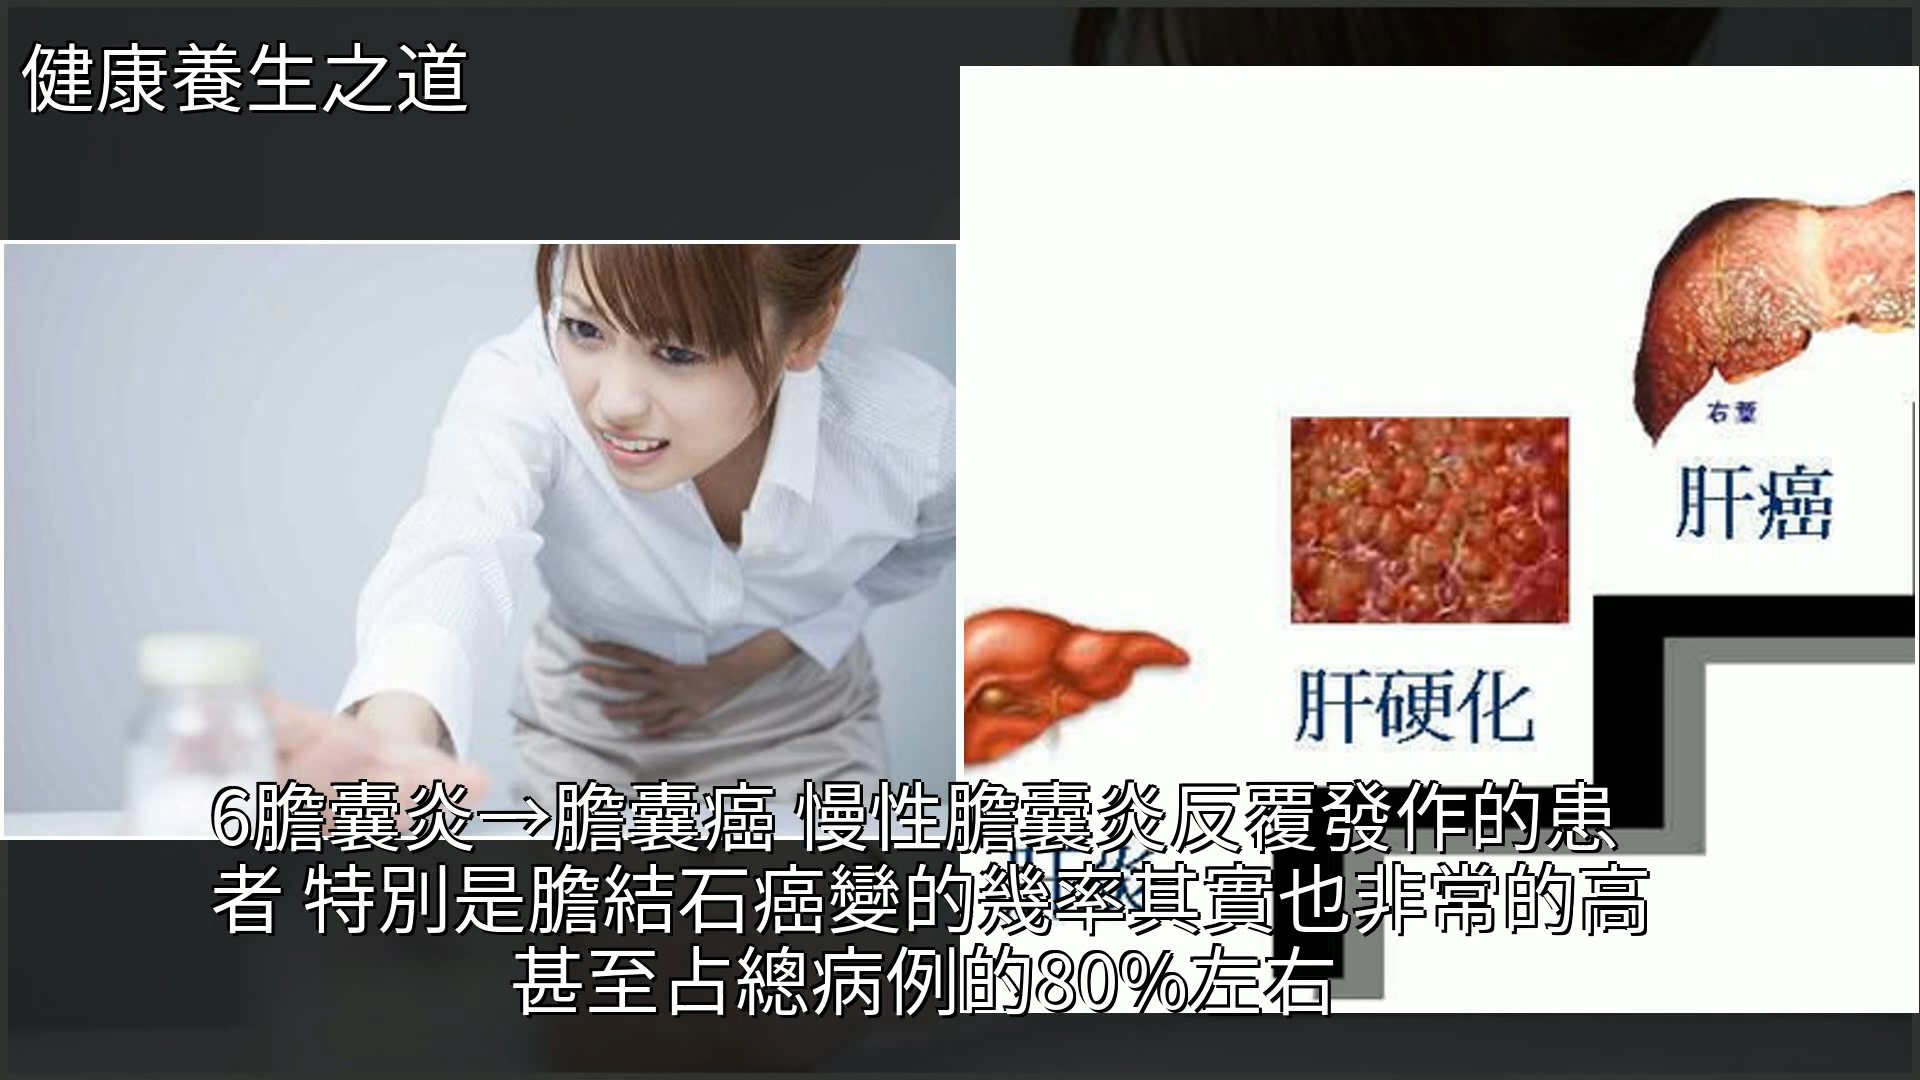 健康養生之道
右葉
肝癌
肝硬化
肝炎
6膽囊炎→膽囊癌 慢性膽囊炎反覆發作的患
者 特別是膽結石癌變的幾率其實也非常的高
甚至占總病例的80%左右